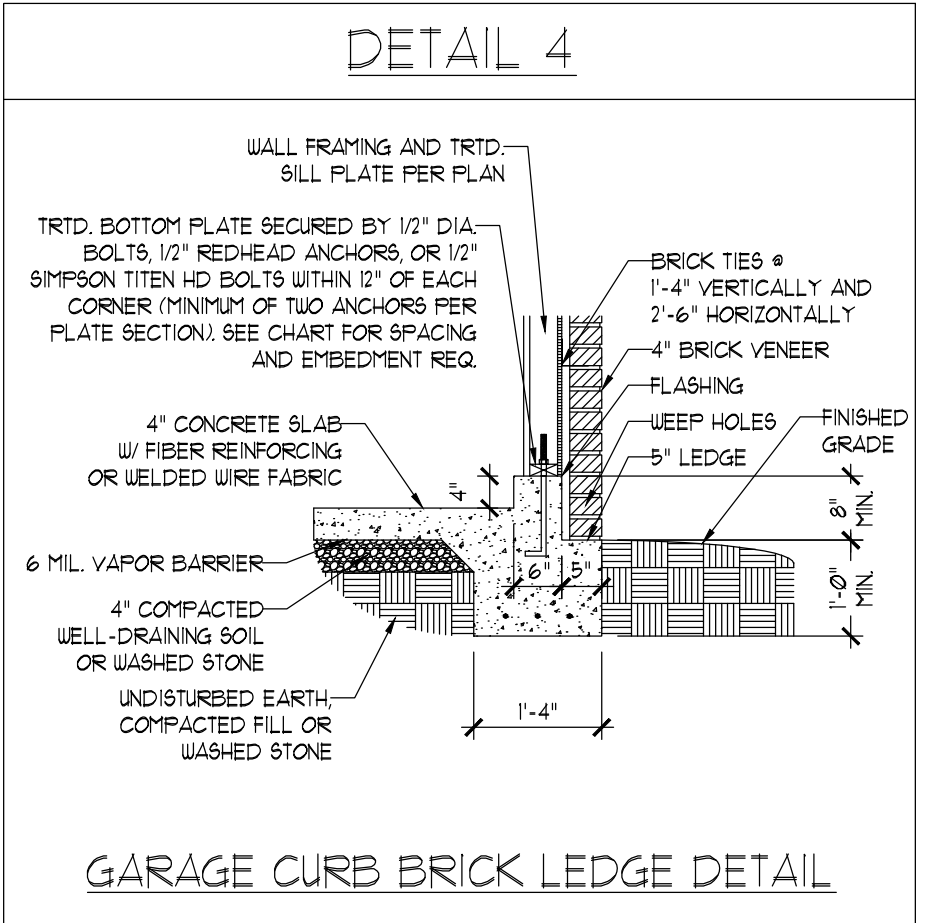 DETAIL 4
WALL FRAMING AND TRTD.
SILL PLATE PER PLAN
TRTD. BOTTOM PLATE SECURED BY 1/2" DIA.
BOLTS, 1/2" REDHEAD ANCHORS, OR 1/2"
SIMPSON TITEN HD BOLTS WITHIN 12" OF EACH
CORNER (MINIMUM OF TWO ANCHORS PER
PLATE SECTION). SEE CHART FOR SPACING
AND EMBEDMENT REQ.
4" CONCRETE SLAB
W/ FIBER REINFORCING
OR WELDED WIRE FABRIC
6 MIL. VAPOR BARRIER
4" COMPACTED
WELL-DRAINING SOIL
OR WASHED STONE
UNDISTURBED EARTH,
COMPACTED FILL OR
WASHED STONE
BRICK TIES @
1'-4" VERTICALLY AND
2'-6" HORIZONTALLY
4" BRICK VENEER
FLASHING
WEEP HOLES
5" LEDGE
FINISHED
GRADE
4"
6"
5"
8"
MIN.
1'-0"
MIN.
1'-4"
GARAGE CURB BRICK LEDGE DETAIL